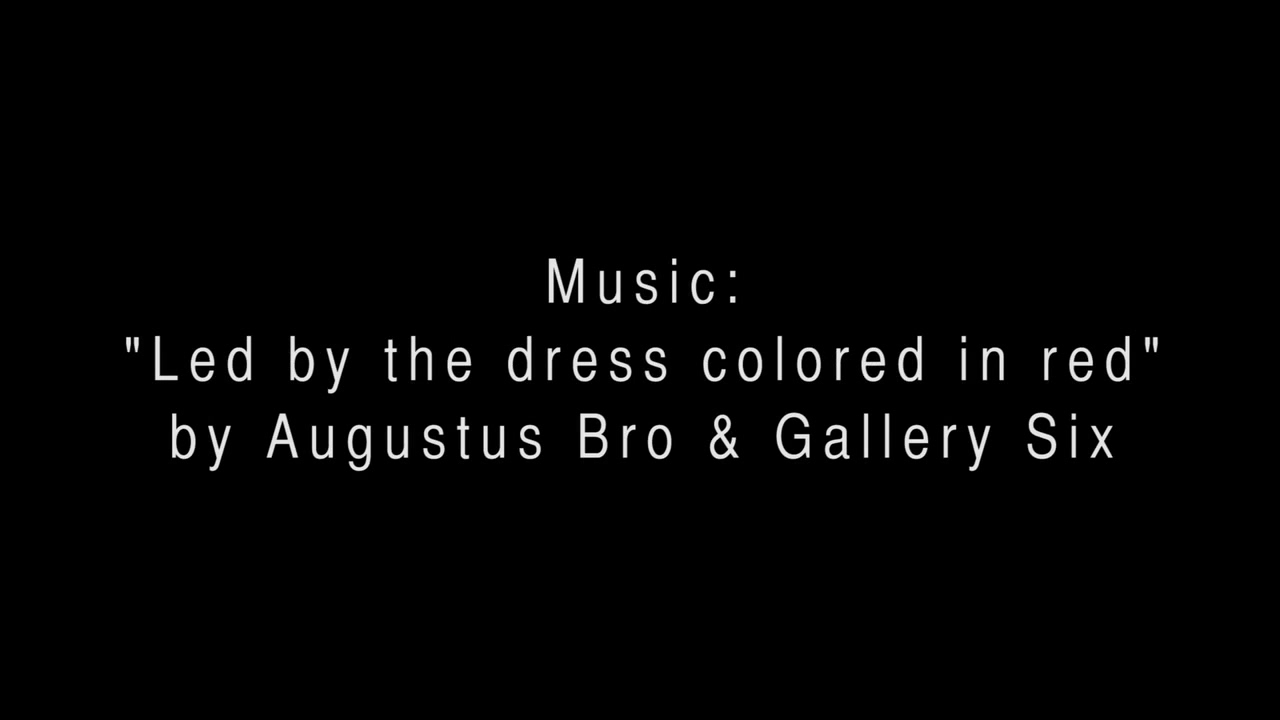 Music:
"Led by the dress colored in red"
by Augustus Bro & Gallery Six